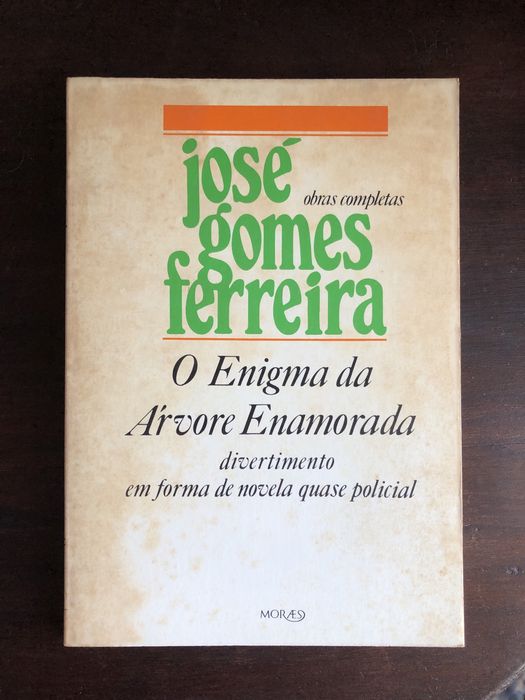 josé
obras completas
gomes
ferreira
O Enigma da
Árvore Enamorada
divertimento
em forma de novela quase policial
MORÆS